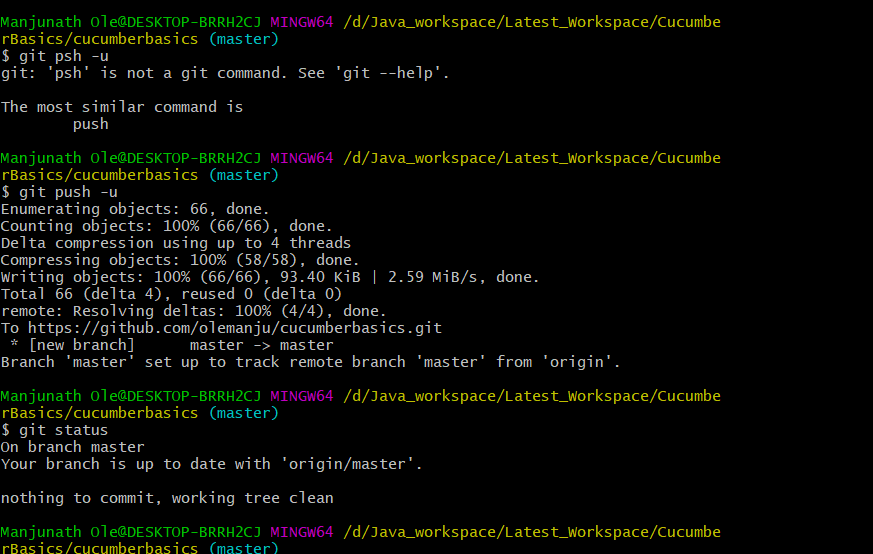 Manjunath Ole@DESKTOP-BRRH2CJ MINGW64 /d/Java_workspace/Latest_Workspace/Cucumbe
rBasics/cucumberbasics (master)
$ git psh -u
git: 'psh' is not a git command. See 'git --help'.
The most similar command is
push
Manjunath Ole@DESKTOP-BRRH2CJ MINGW64 /d/Java_workspace/Latest_Workspace/Cucumbe
rBasics/cucumberbasics (master)
$ git push -u
Enumerating objects: 66, done.
Counting objects: 100% (66/66), done.
Delta compression using up to 4 threads
Compressing objects: 100% (58/58), done.
Writing objects: 100% (66/66), 93.40 KiB | 2.59 MiB/s, done.
Total 66 (delta 4), reused 0 (delta 0)
remote: Resolving deltas: 100% (4/4), done.
To https://github.com/olemanju/cucumberbasics.git
* [new branch]      master -> master
Branch 'master' set up to track remote branch 'master' from 'origin'.
Manjunath Ole@DESKTOP-BRRH2CJ MINGW64 /d/Java_workspace/Latest_Workspace/Cucumbe
rBasics/cucumberbasics (master)
$ git status
On branch master
Your branch is up to date with 'origin/master'.
nothing to commit, working tree clean
Manjunath Ole@DESKTOP-BRRH2CJ MINGW64 /d/Java_workspace/Latest_Workspace/Cucumbe
rBasics/cucumberbasics (master)